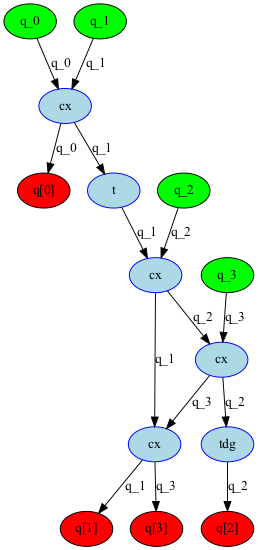 q_0 q_1
q_0 q_1
cx
q_0 q_1
q[0] t q_2
q_1 q_2
cx q_3
q_2 q_3
q_1 cx
q_3 q_2
cx tdg
q_1 q_3 q_2
q[1] q[3] q[2]